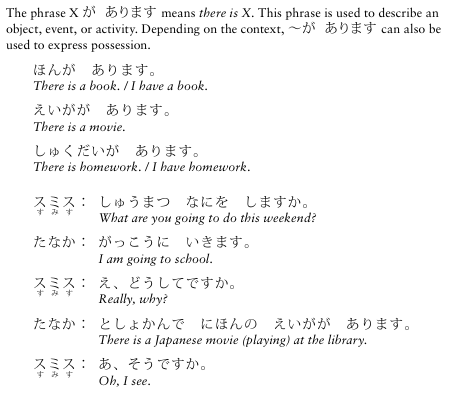 The phrase X が あります means there is X. This phrase is used to describe an
object, event, or activity. Depending on the context, 〜が あります can also be
used to express possession.
ほんが あります。
There is a book. / I have a book.
えいがが あります。
There is a movie.
しゅくだいが あります。
There is homework. / I have homework.
スミス： しゅうまつ なにを しますか。
すみす
What are you going to do this weekend?
たなか： がっこうに いきます。
I am going to school.
スミス： え、どうしてですか。
すみす
Really, why?
たなか： としょかんで にほんの えいがが あります。
There is a Japanese movie (playing) at the library.
スミス： あ、そうですか。
すみす
Oh, I see.